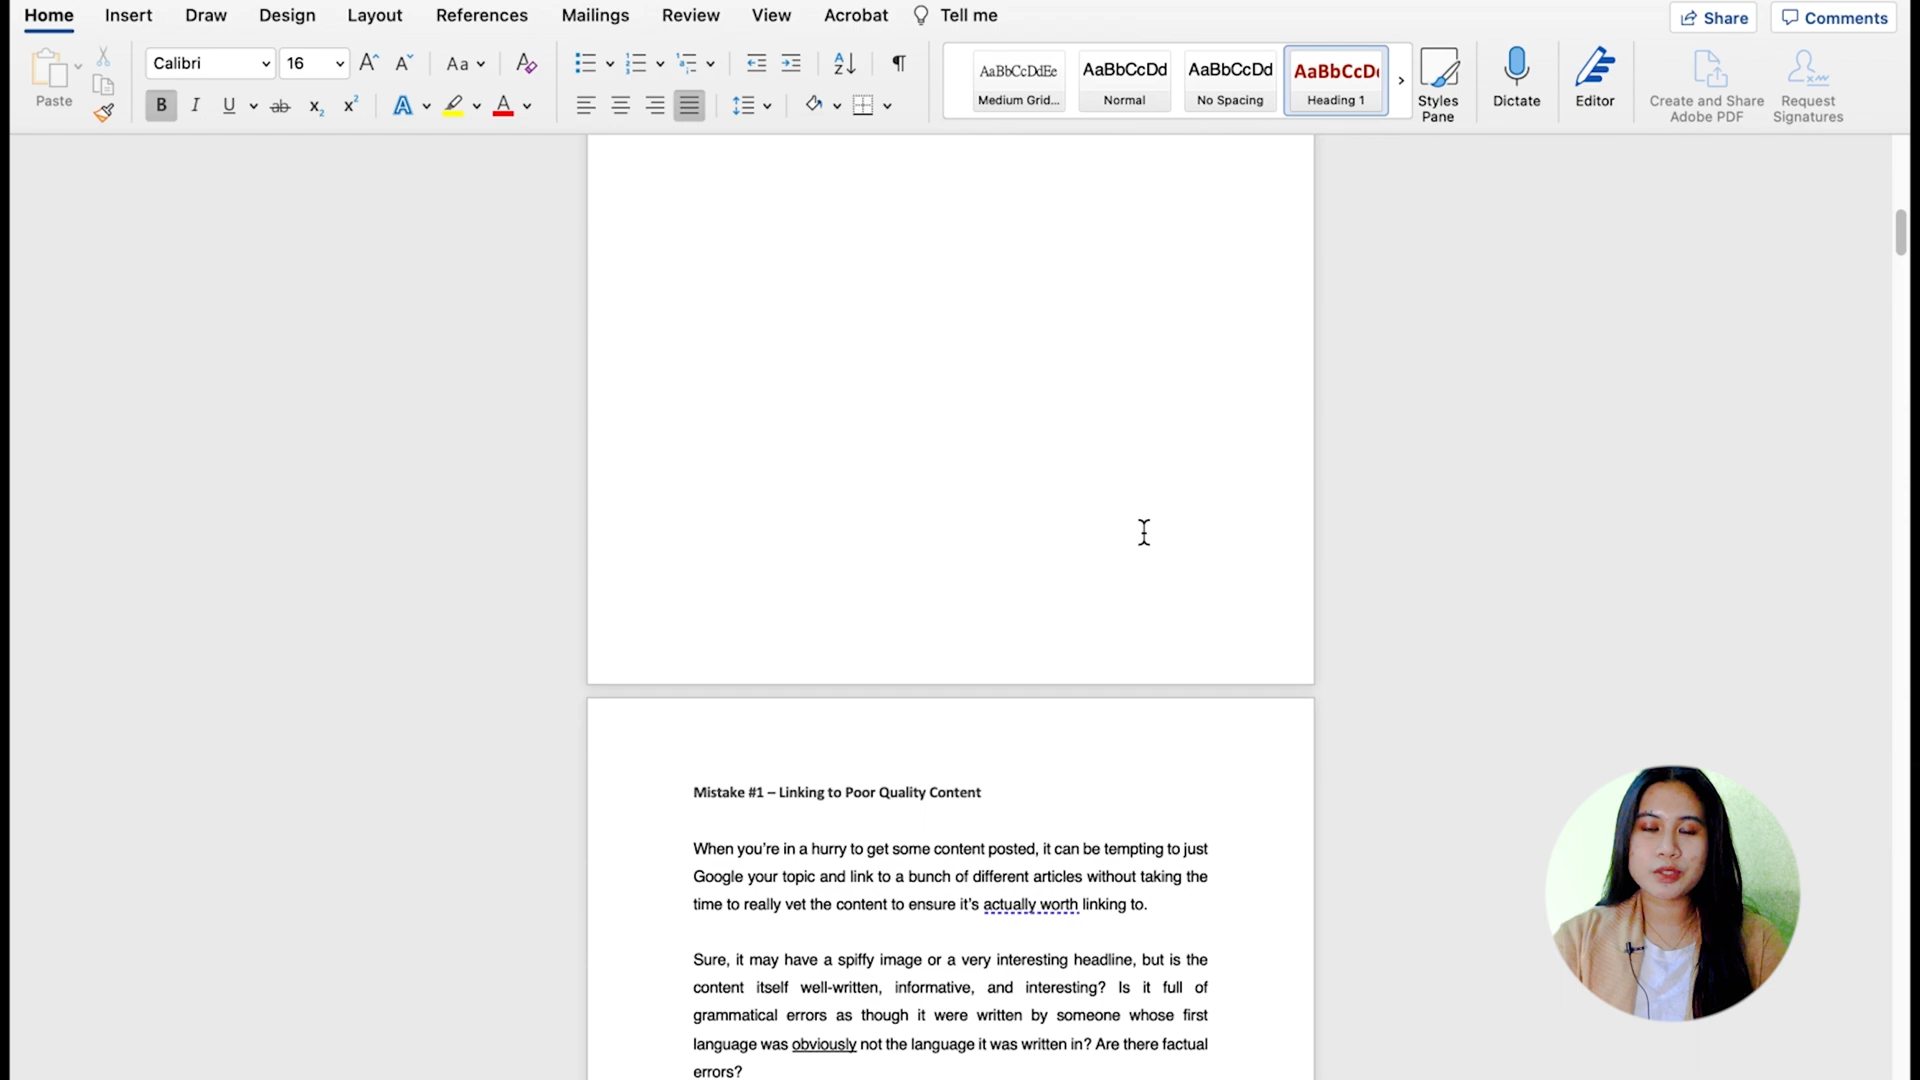 Home Insert Draw Design Layout References Mailings Review View Acrobat Tell me Share Comments
Paste Calibri 16 Aa AaBbCcDdEe AaBbCcDd AaBbCcDd AaBbCcDc
Medium Grid... Normal No Spacing Heading 1 Styles Pane Dictate Editor Create and Share Adobe PDF Request Signatures
B I U ab x₂ x² A A
Mistake #1 – Linking to Poor Quality Content
When you're in a hurry to get some content posted, it can be tempting to just
Google your topic and link to a bunch of different articles without taking the
time to really vet the content to ensure it's actually worth linking to.
Sure, it may have a spiffy image or a very interesting headline, but is the
content itself well-written, informative, and interesting? Is it full of
grammatical errors as though it were written by someone whose first
language was obviously not the language it was written in? Are there factual
errors?